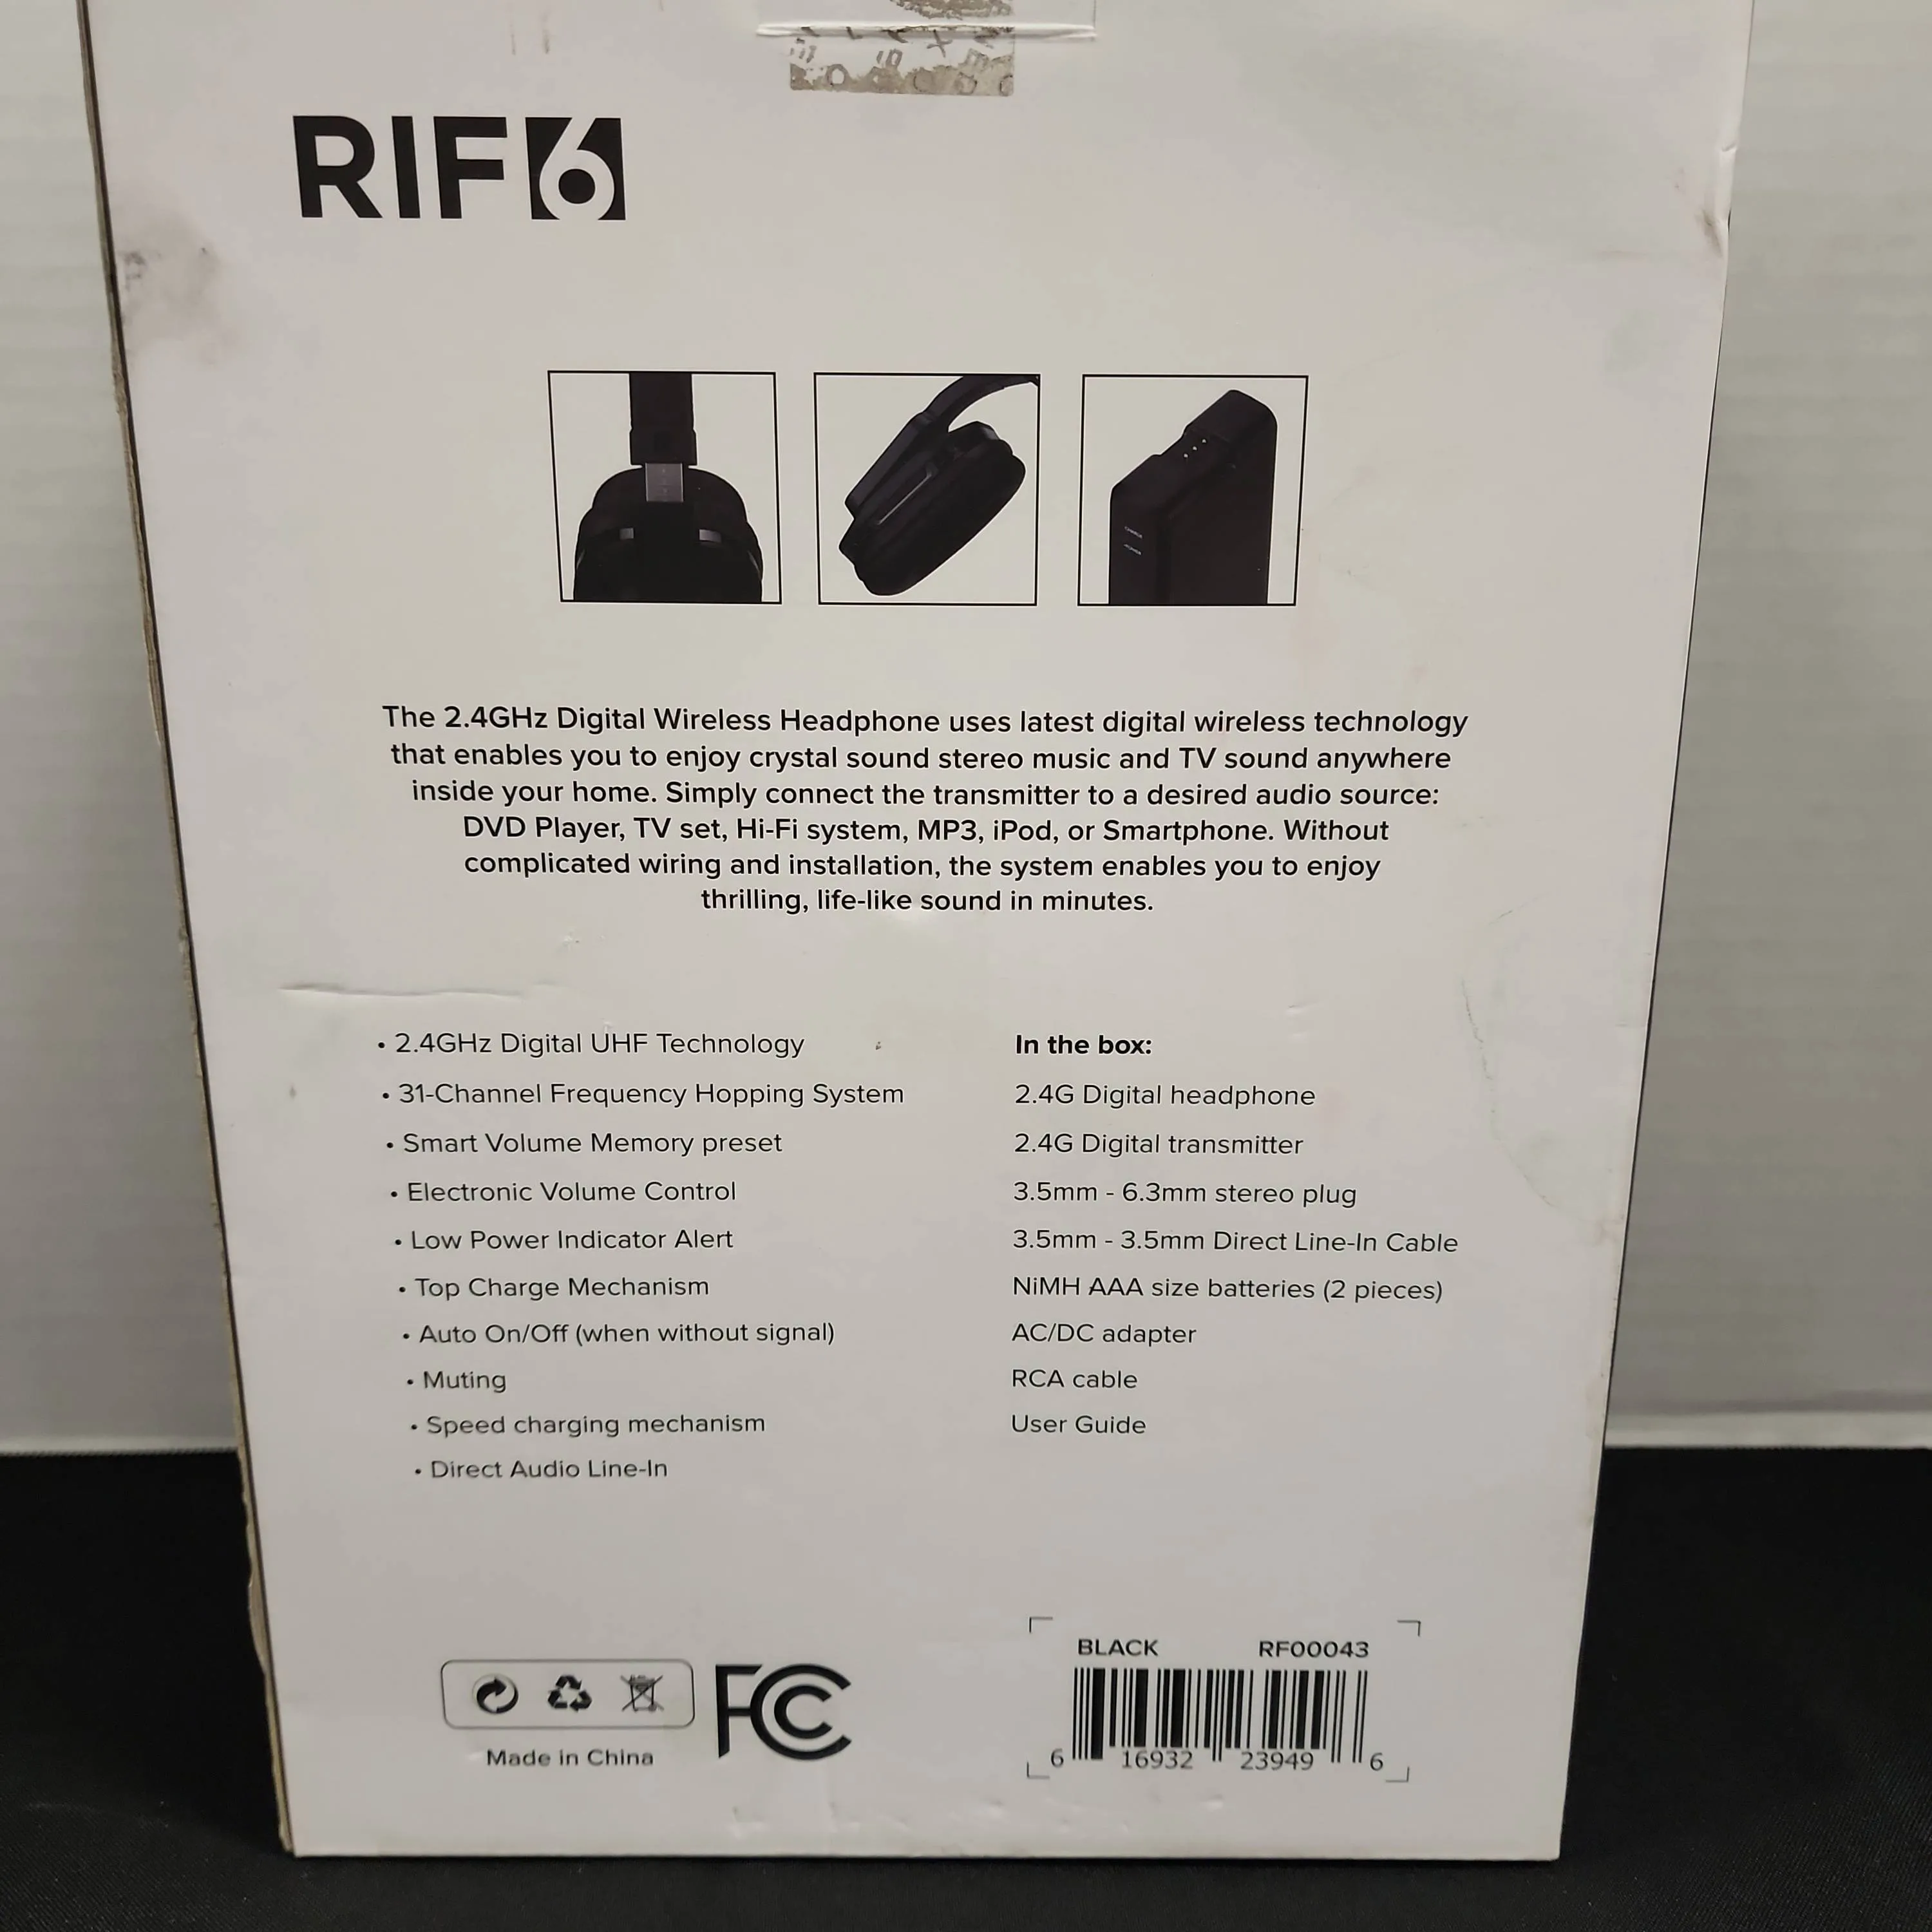 RIF6
The 2.4GHz Digital Wireless Headphone uses latest digital wireless technology
that enables you to enjoy crystal sound stereo music and TV sound anywhere
inside your home. Simply connect the transmitter to a desired audio source:
DVD Player, TV set, Hi-Fi system, MP3, iPod, or Smartphone. Without
complicated wiring and installation, the system enables you to enjoy
thrilling, life-like sound in minutes.
• 2.4GHz Digital UHF Technology
• 31-Channel Frequency Hopping System
• Smart Volume Memory preset
• Electronic Volume Control
• Low Power Indicator Alert
• Top Charge Mechanism
• Auto On/Off (when without signal)
• Muting
• Speed charging mechanism
• Direct Audio Line-In
In the box:
2.4G Digital headphone
2.4G Digital transmitter
3.5mm - 6.3mm stereo plug
3.5mm - 3.5mm Direct Line-In Cable
NiMH AAA size batteries (2 pieces)
AC/DC adapter
RCA cable
User Guide
Made in China
FC
BLACK RF00043
6 16932 23949 6